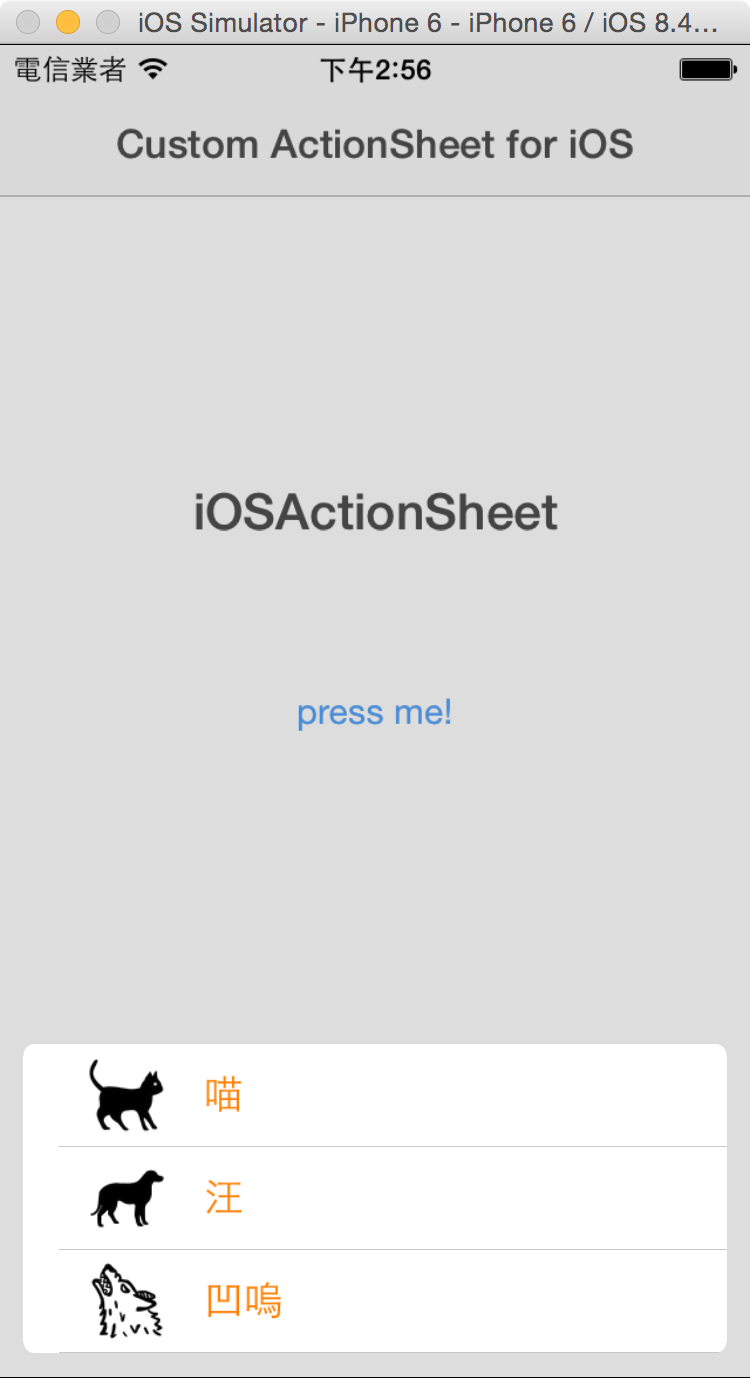 iOS Simulator - iPhone 6 - iPhone 6 / iOS 8.4...
電信業者 下午2:56
Custom ActionSheet for iOS
iOSActionSheet
press me!
喵
汪
凹嗚